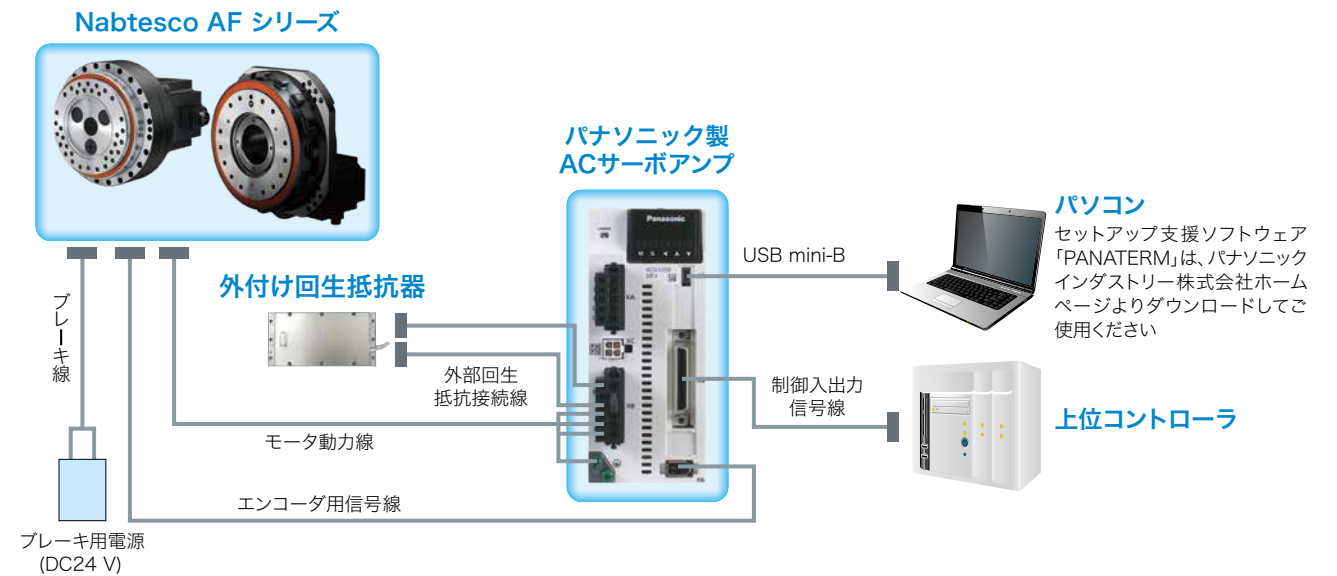 Nabtesco AF シリーズ
パナソニック製
ACサーボアンプ
Panasonic
XA
XB
USB mini-B
パソコン
セットアップ支援ソフトウェア
「PANATERM」は、パナソニック
インダストリー株式会社ホーム
ページよりダウンロードしてご
使用ください
ブレーキ線
外付け回生抵抗器
外部回生
抵抗接続線
制御入出力
信号線
上位コントローラ
モータ動力線
エンコーダ用信号線
ブレーキ用電源
(DC24 V)